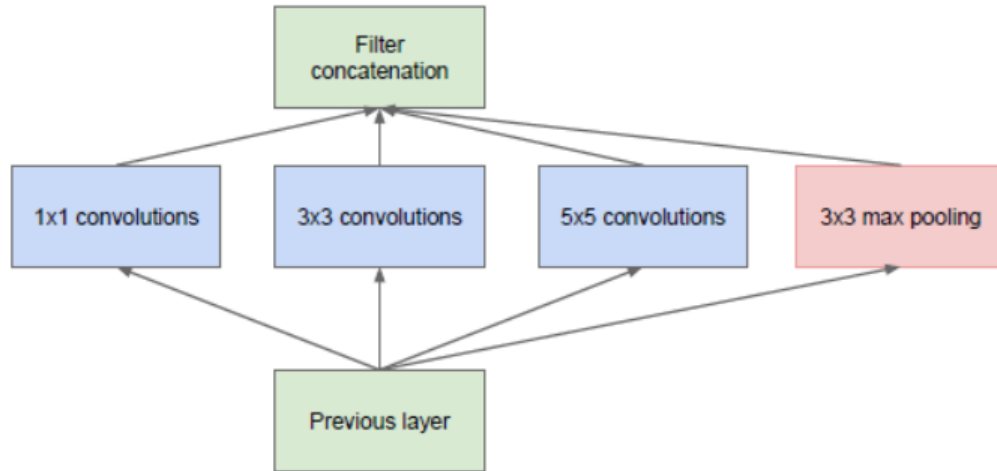 Filter
concatenation
1x1 convolutions
3x3 convolutions
5x5 convolutions
3x3 max pooling
Previous layer